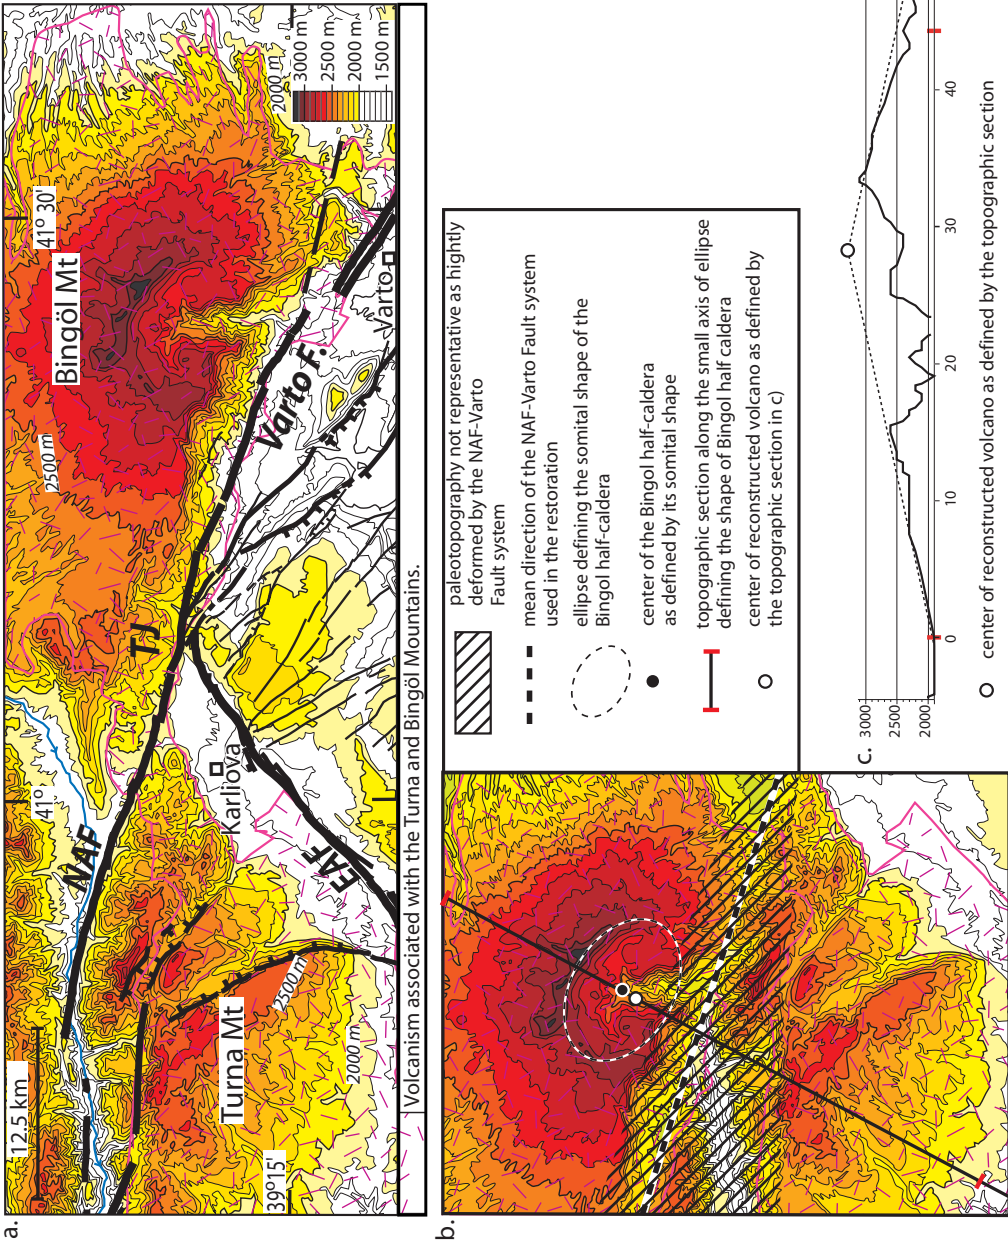 a.
12.5 km
NAF
41°
TJ
2500 m
Bingöl Mt
41° 30'
2000 m
3000 m
2500 m
2000 m
1500 m
Turna Mt
2500 m
2000 m
39°15'
EAF
Karliova
Varto F.
Varto
Volcanism associated with the Turna and Bingöl Mountains.
b.
paleotopography not representative as highly
deformed by the NAF-Varto
Fault system
mean direction of the NAF-Varto Fault system
used in the restoration
ellipse defining the somital shape of the
Bingol half-caldera
center of the Bingol half-caldera
as defined by its somital shape
topographic section along the small axis of ellipse
defining the shape of Bingol half caldera
center of reconstructed volcano as defined by
the topographic section in c)
c.
3000
2500
2000
0
10
20
30
40
center of reconstructed volcano as defined by the topographic section